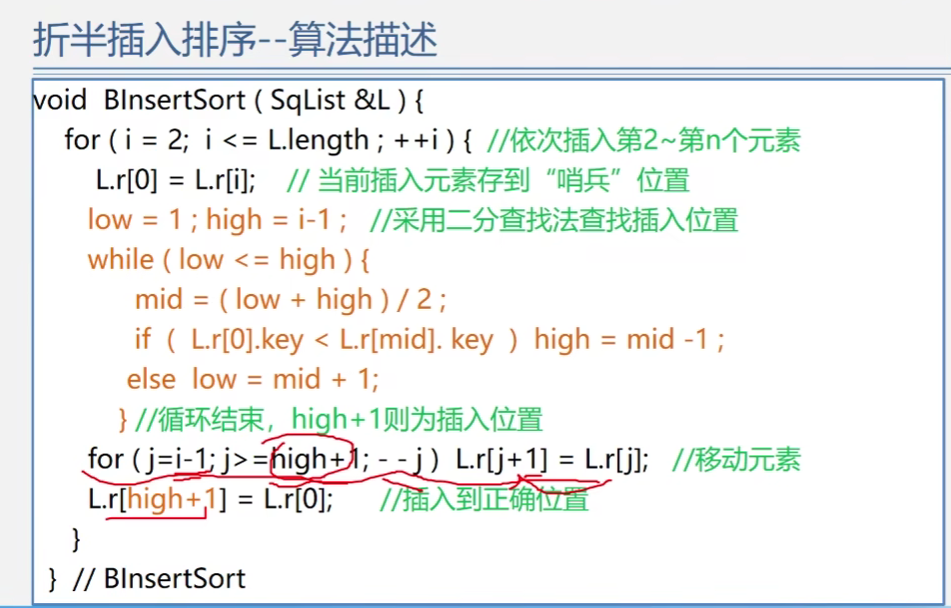 折半插入排序--算法描述
void BInsertSort ( SqList &L ) {
for ( i = 2; i <= L.length ; ++i ) { //依次插入第2~第n个元素
L.r[0] = L.r[i]; // 当前插入元素存到“哨兵”位置
low = 1 ; high = i-1 ; //采用二分查找法查找插入位置
while ( low <= high ) {
mid = ( low + high ) / 2 ;
if ( L.r[0].key < L.r[mid]. key ) high = mid -1 ;
else low = mid + 1;
} //循环结束，high+1则为插入位置
for ( j=i-1; j>=high+1; - - j ) L.r[j+1] = L.r[j]; //移动元素
L.r[high+1] = L.r[0]; //插入到正确位置
}
} // BInsertSort